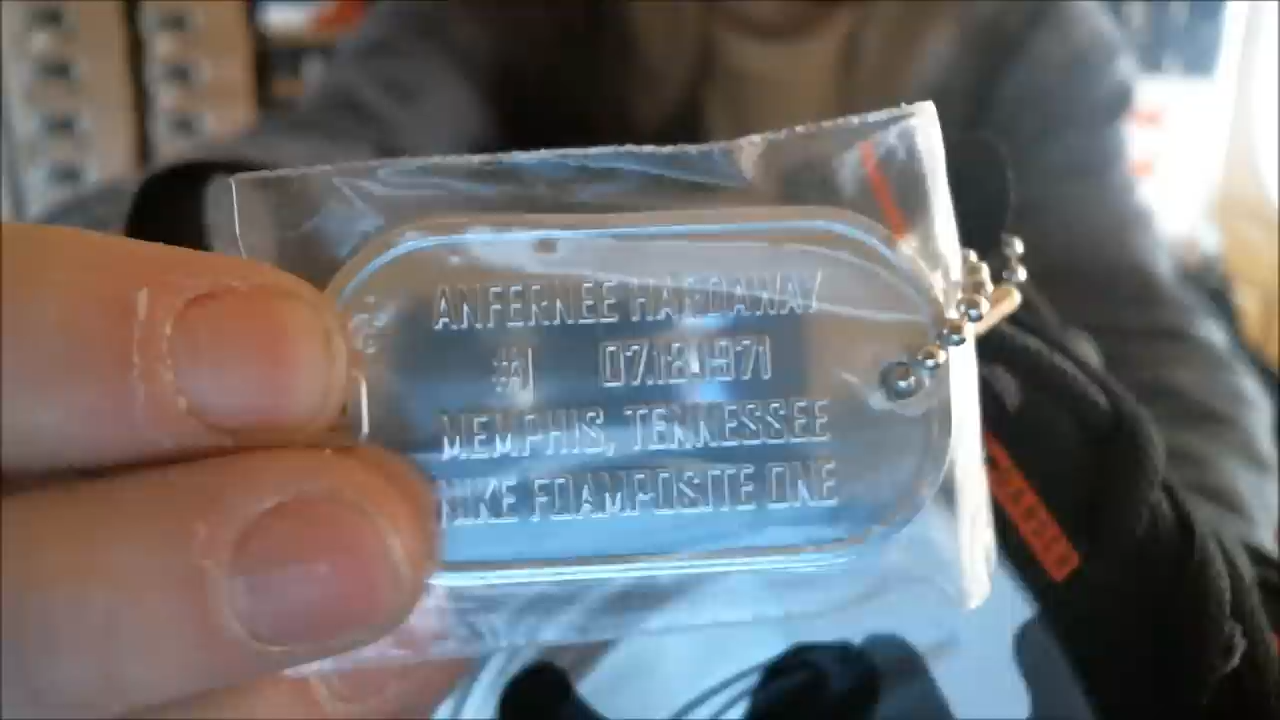 ANFERNEE HARDAWAY
#1 07.18.1971
MEMPHIS, TENNESSEE
NIKE FOAMPOSITE ONE